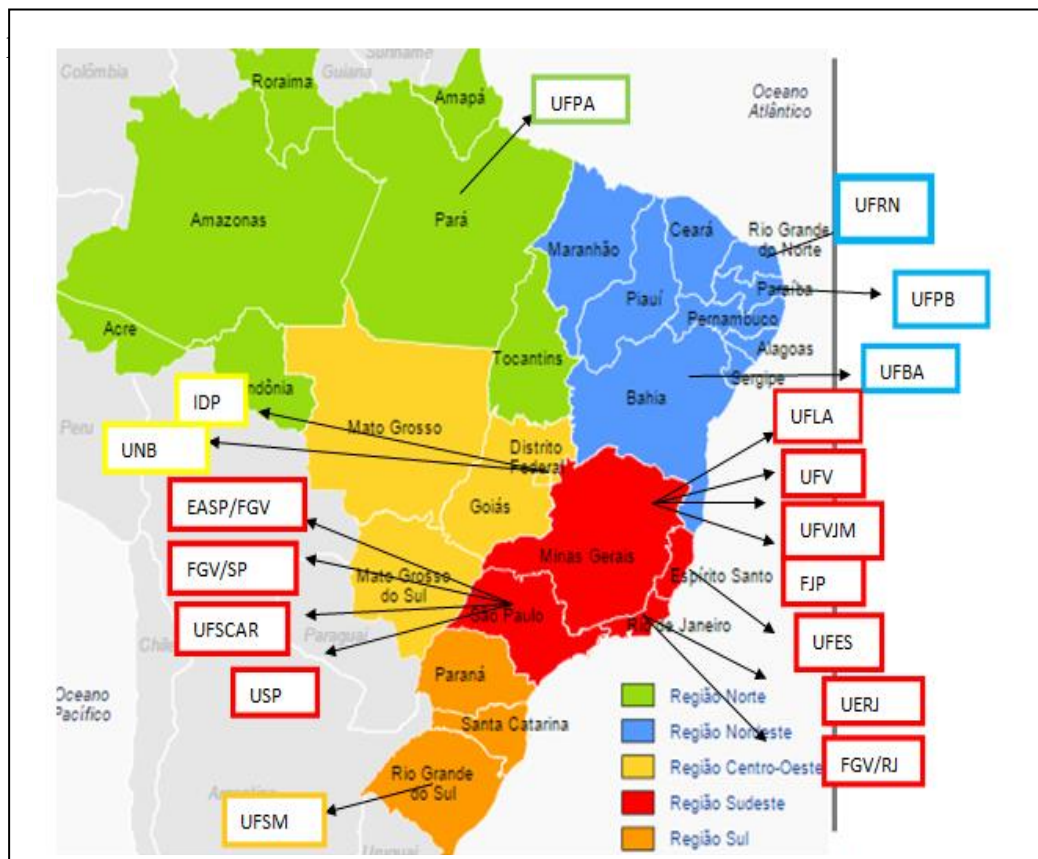 Suriname
Colômbia
Guiana
Roraima
Amapá
UFPA
Oceano
Atlântico
UFRN
Amazonas
Pará
Maranhão
Ceará
Rio Grande
do Norte
Piauí
Paraíba
UFPB
Pernamouco
Acre
Tocantins
Alagoas
Sergipe
UFBA
ndônia
Bahia
IDP
UFLA
Peru
Mato Grosso
Distrito
Federal
UNB
UFV
EASP/FGV
Goiás
UFVJM
Minas Gerais
FGV/SP
Mato Grosso
do Sul
Espírito Santo
FJP
UFSCAR
São Paulo
Rio de Janeiro
Chile
Paraguai
UFES
USP
Paraná
Oceano
Pacífico
Região Norte
UERJ
Santa Catarina
Região Nordeste
Rio Grande
do Sul
Região Centro-Oeste
FGV/RJ
Argentina
Região Sudeste
UFSM
Região Sul
Uruguai